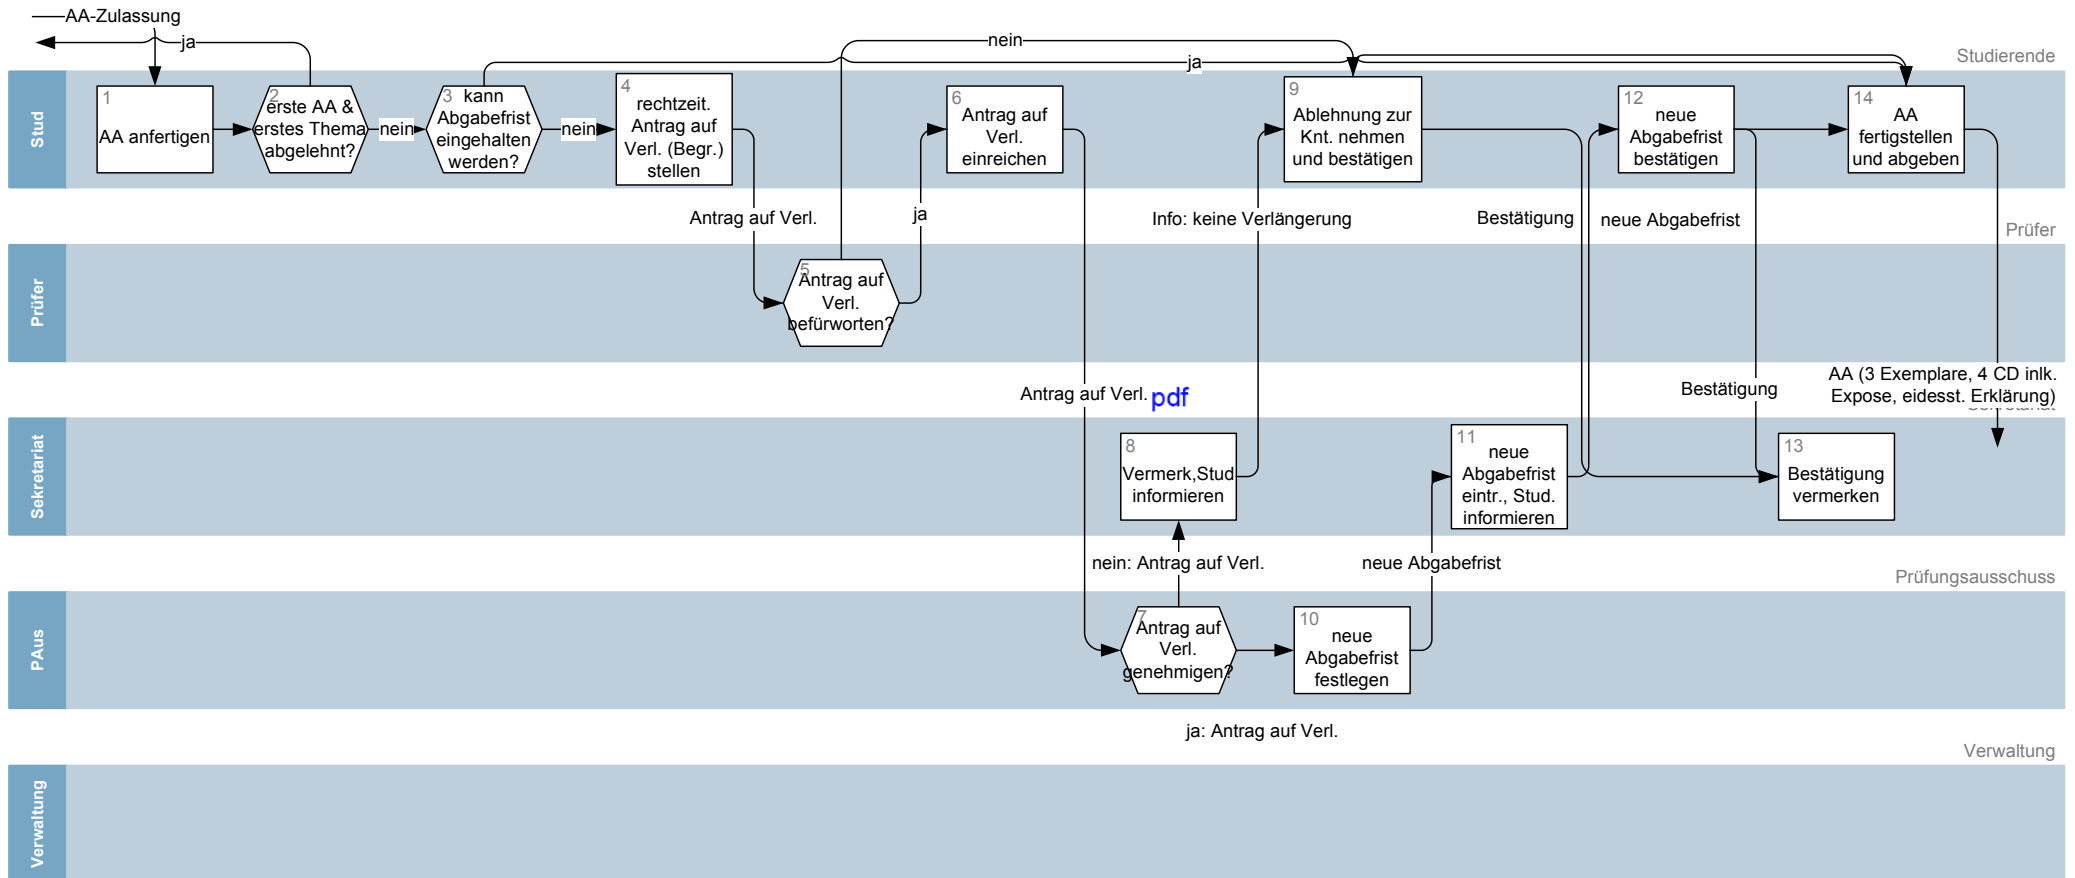 AA-Zulassung
ja
nein
ja
Studierende
Stud
1
AA anfertigen
2
erste AA &
erstes Thema
abgelehnt?
nein
3
kann
Abgabefrist
eingehalten
werden?
nein
4
rechtzeit.
Antrag auf
Verl. (Begr.)
stellen
6
Antrag auf
Verl.
einreichen
9
Ablehnung zur
Knt. nehmen
und bestätigen
12
neue
Abgabefrist
bestätigen
14
AA
fertigstellen
und abgeben
Antrag auf Verl.
ja
Info: keine Verlängerung
Bestätigung
neue Abgabefrist
Prüfer
Prüfer
5
Antrag auf
Verl.
befürworten?
Antrag auf Verl.
pdf
Bestätigung
AA (3 Exemplare, 4 CD inlk.
Expose, eidesst. Erklärung)
Sekretariat
Sekretariat
8
Vermerk,Stud
informieren
11
neue
Abgabefrist
eintr., Stud.
informieren
13
Bestätigung
vermerken
nein: Antrag auf Verl.
neue Abgabefrist
Prüfungsausschuss
PAus
7
Antrag auf
Verl.
genehmigen?
10
neue
Abgabefrist
festlegen
ja: Antrag auf Verl.
Verwaltung
Verwaltung